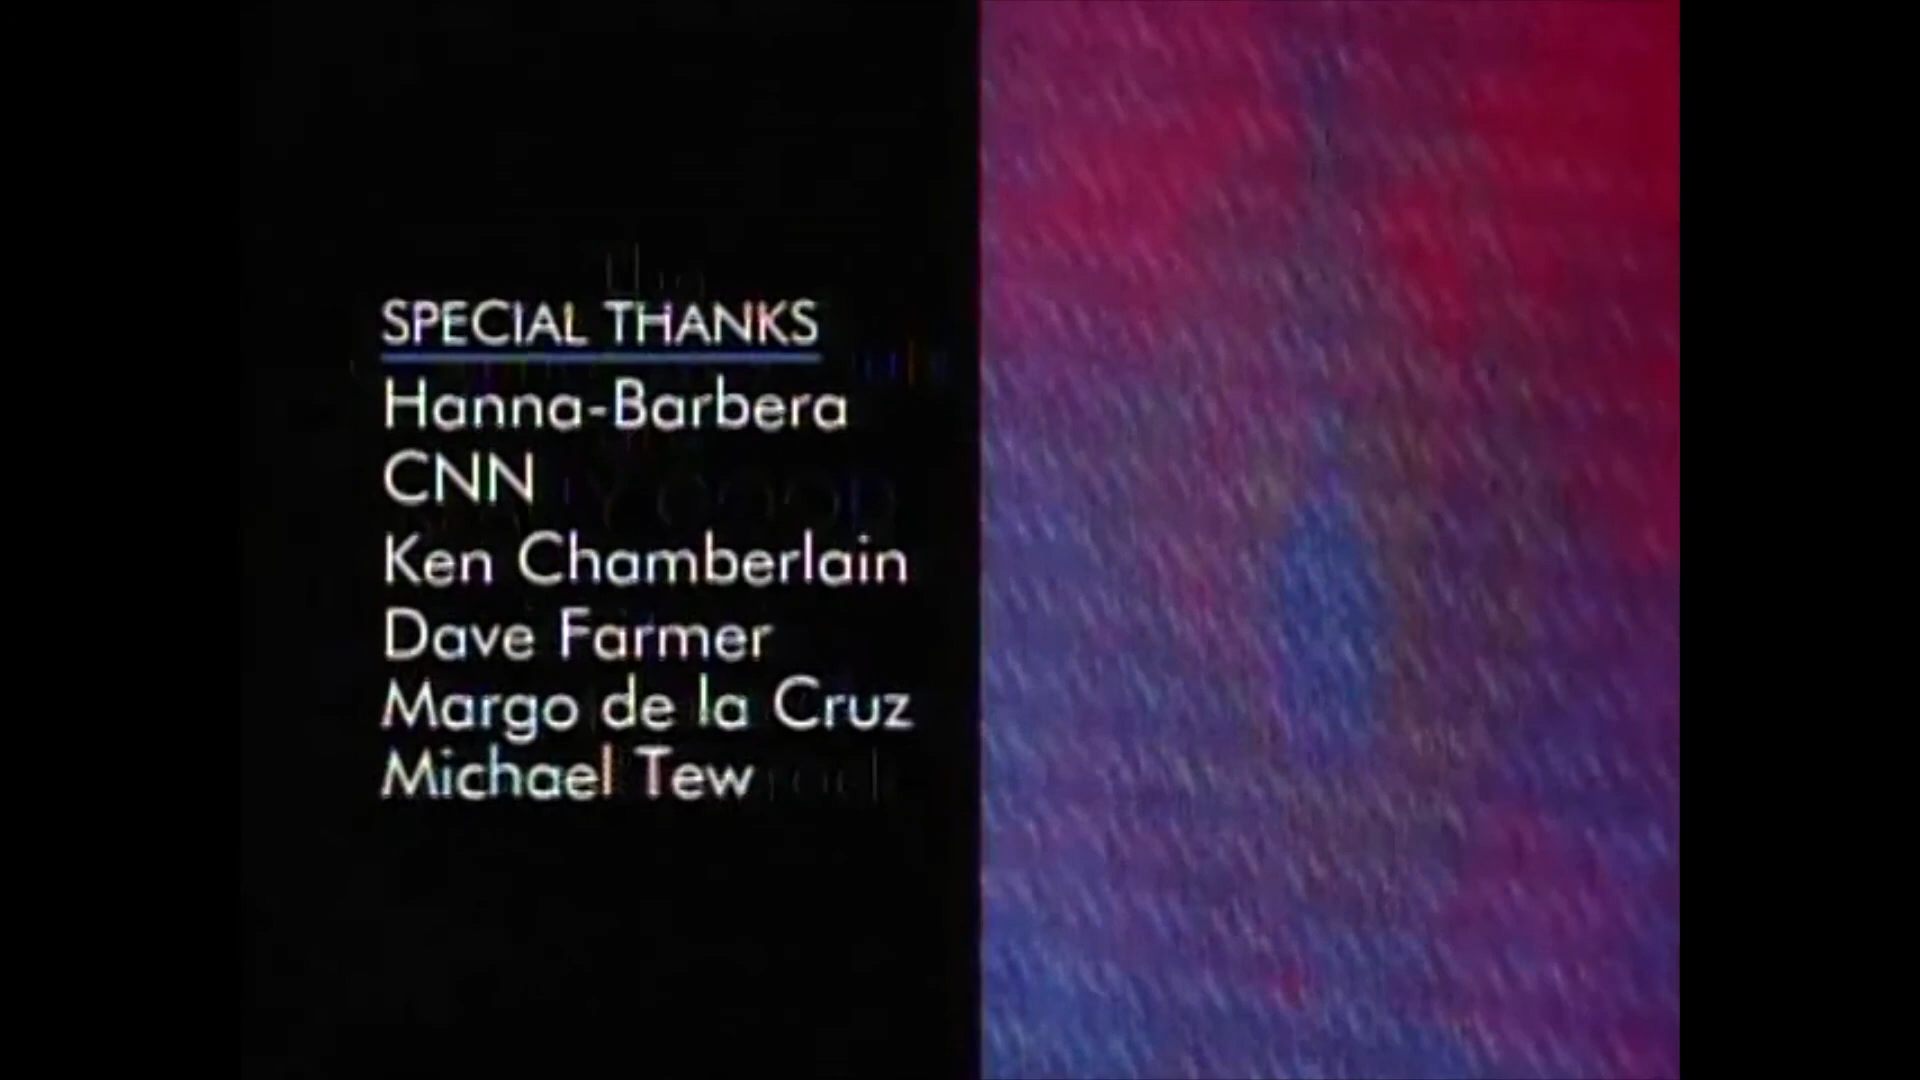 SPECIAL THANKS
Hanna-Barbera
CNN
Ken Chamberlain
Dave Farmer
Margo de la Cruz
Michael Tew